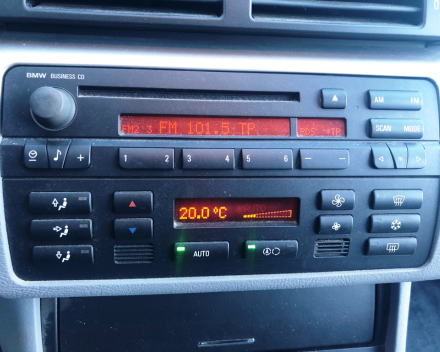 BMW BUSINESS CD
AM FM
FM2 3 FM 101.5 TP RDS TP
SCAN MODE
+ 1 2 3 4 5 6 – –
20.0 °C
AUTO